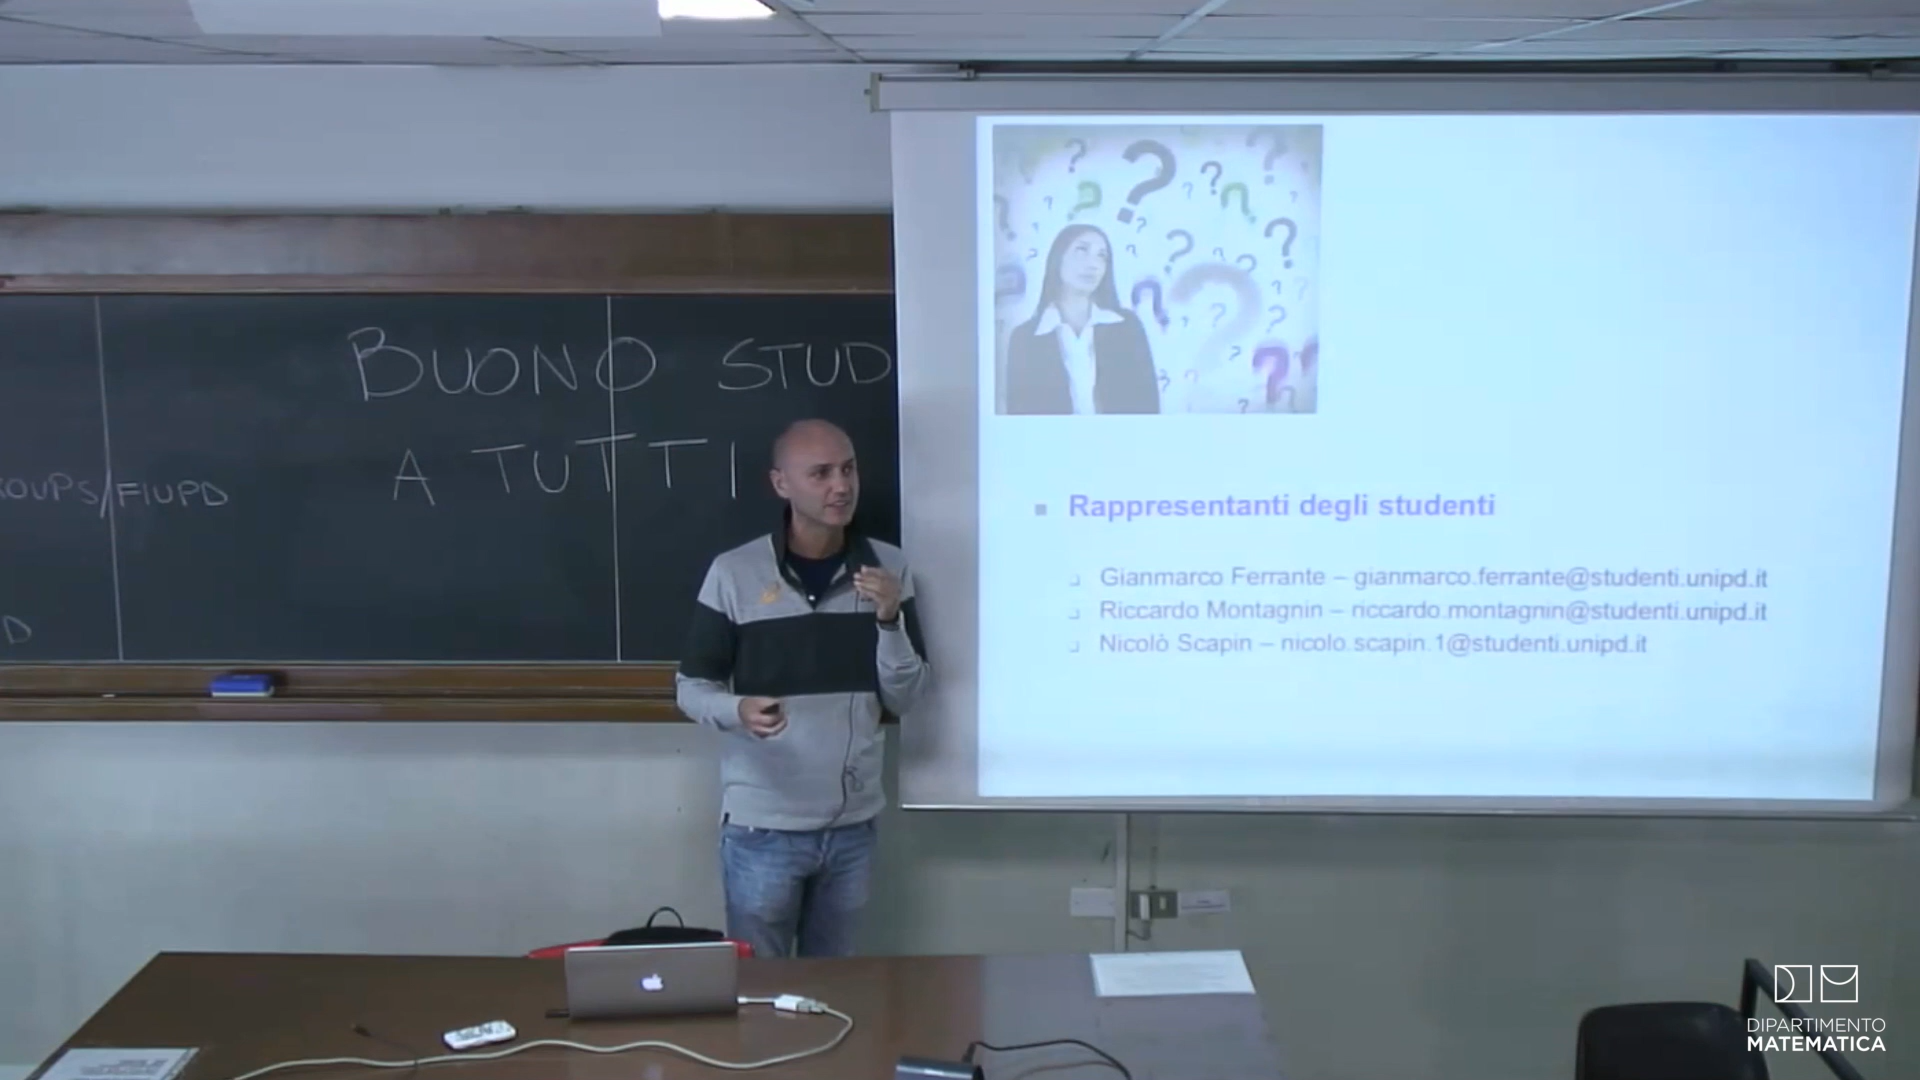 BUONO STUD
A TUTTI
OUPS/FIUPD
D
Rappresentanti degli studenti
Gianmarco Ferrante – gianmarco.ferrante@studenti.unipd.it
Riccardo Montagnin – riccardo.montagnin@studenti.unipd.it
Nicolò Scapin – nicolo.scapin.1@studenti.unipd.it
DIPARTIMENTO
MATEMATICA